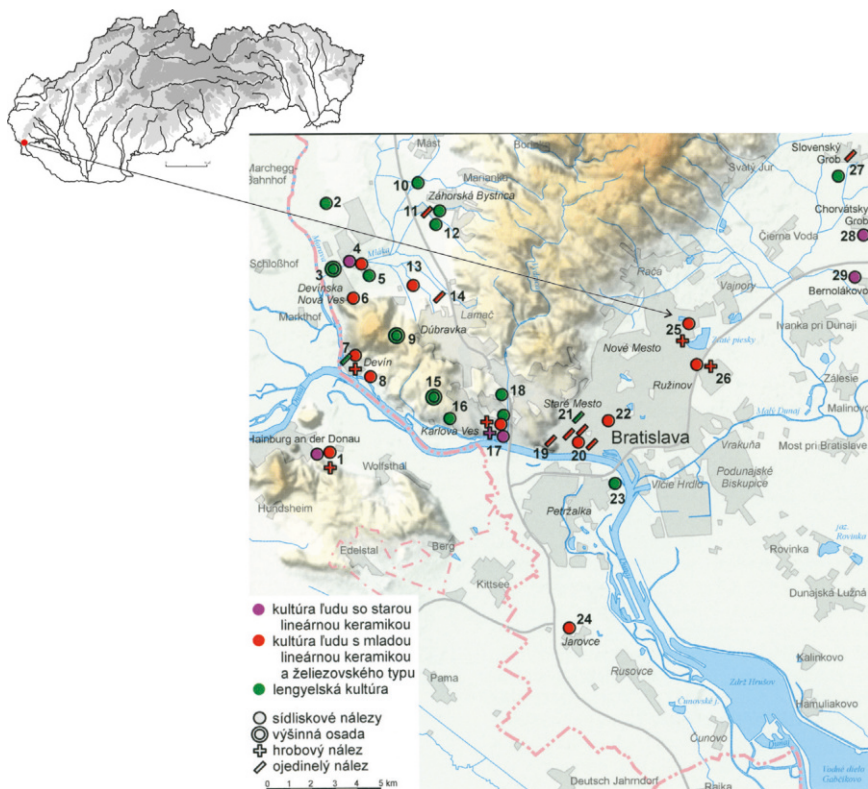 Mást
Marchegg-
Bahnhof
2
10
Marianka
Svätý Jur
Slovenský
Grob
27
Záhorská Bystrica
11
12
Chorvátsky
Grob
28
Čierna Voda
4
Schloßhof
3
5
13
Rača
29
Bernolákovo
Devínska
Nová Ves
6
14
Lamač
Vajnory
Markthof
Dúbravka
9
25
Zlaté piesky
Ivanka pri Dunaji
Nové Mesto
7
Devín
8
Ružinov
26
Zálesie
15
18
16
Staré Mesto
21
22
Malý Dunaj
Malinovo
Karlova Ves
Bratislava
17
19
20
Vrakuňa
Most pri Bratislave
Hainburg an der Donau
1
Wolfsthal
Podunajské
Biskupice
Vlčie Hrdlo
23
Hundsheim
Petržalka
jaz.
Rovinka
Edelstal
Berg
Rovinka
Kittsee
Dunajská Lužná
24
Jarovce
Kalinkovo
Pama
Rusovce
Zdrž Hrušov
Hamuliakovo
Čunovské j.
Čunovo
Dunaj
Vodné dielo
Gabčíkovo
Deutsch Jahrndorf
Rajka
kultúra ľudu so starou
lineárnou keramikou
kultúra ľudu s mladou
lineárnou keramikou
a želiezovského typu
lengyelská kultúra
sídliskové nálezy
výšinná osada
hrobový nález
ojedinelý nález
0 1 2 3 4 5 km